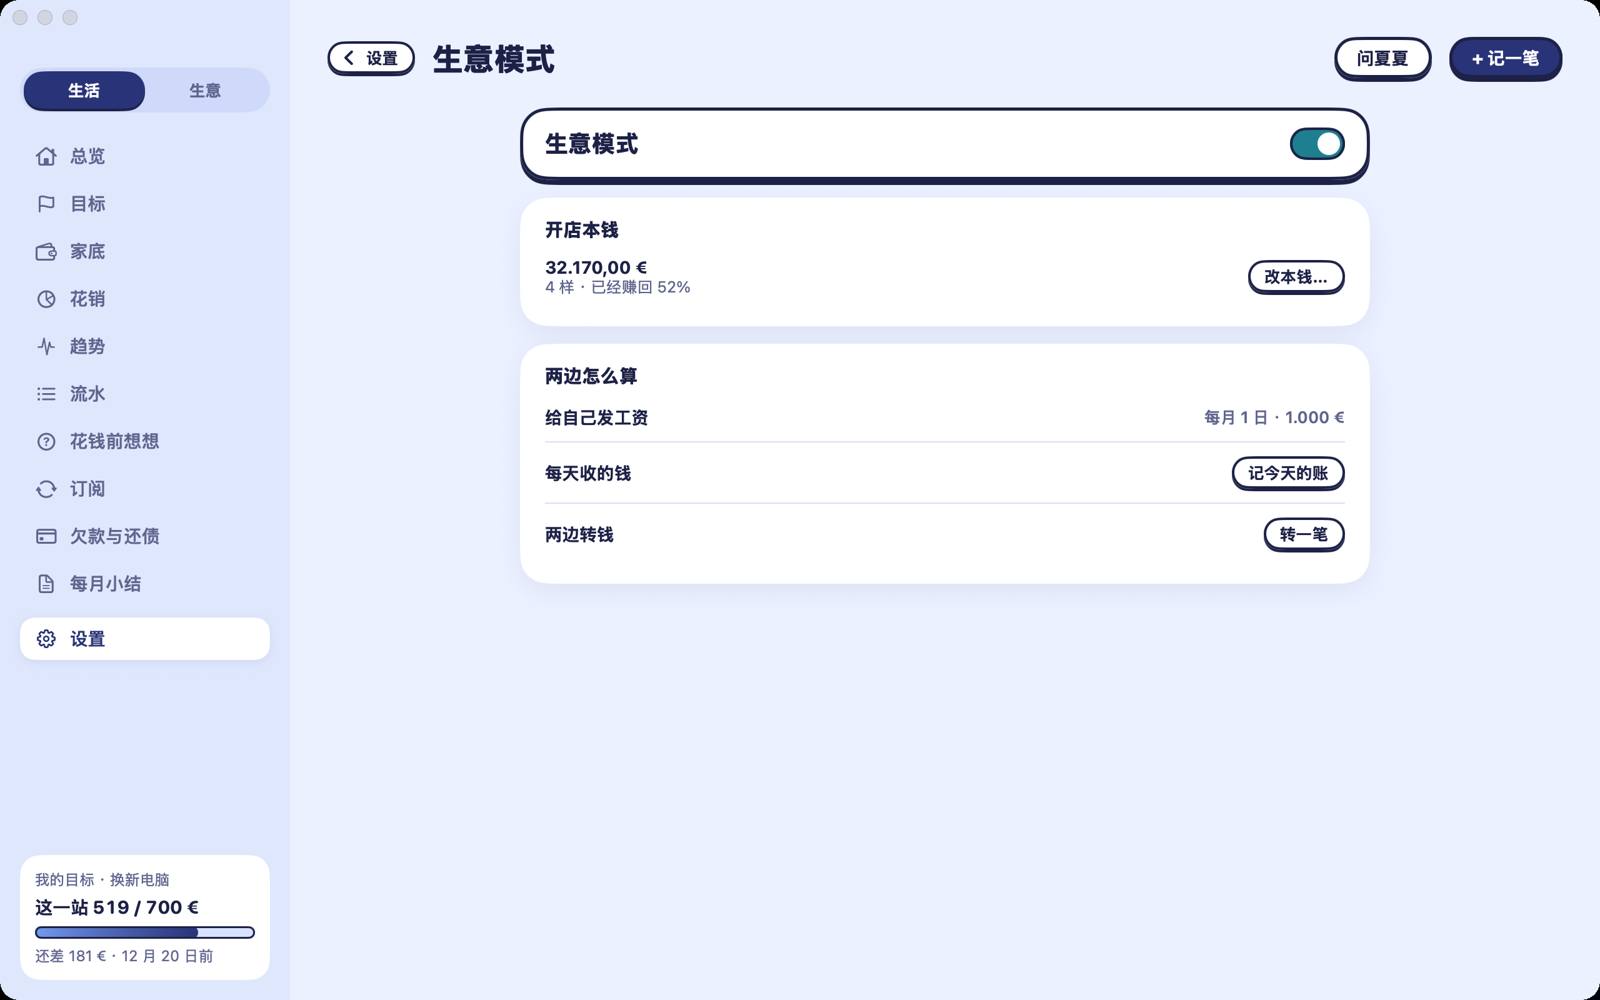 生活
生意
总览
目标
家底
花销
趋势
流水
花钱前想想
订阅
欠款与还债
每月小结
设置
我的目标 · 换新电脑
这一站 519 / 700 €
还差 181 € · 12 月 20 日前
设置
生意模式
问夏夏
+ 记一笔
生意模式
开店本钱
32.170,00 €
4 样 · 已经赚回 52%
改本钱...
两边怎么算
给自己发工资
每月 1 日 · 1.000 €
每天收的钱
记今天的账
两边转钱
转一笔